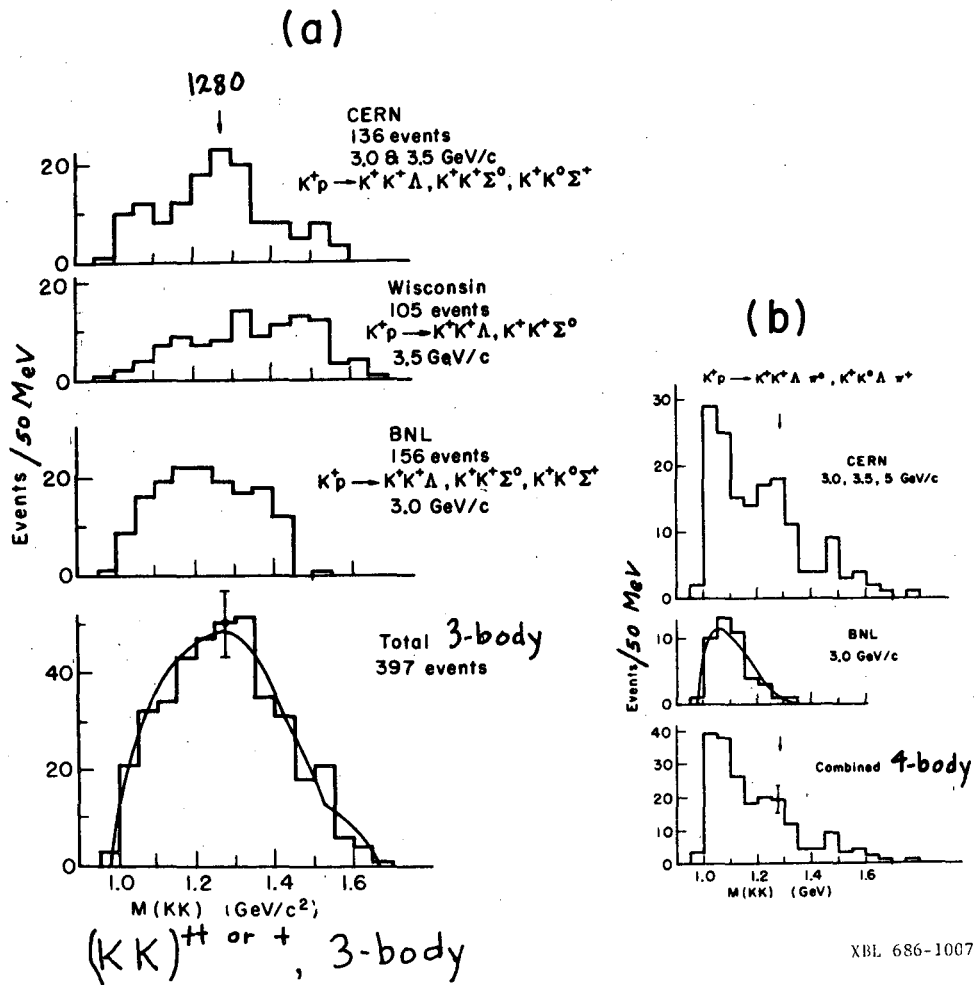 (a)
1280
CERN
136 events
3.0 & 3.5 GeV/c
K⁺p → K⁺K⁺Λ, K⁺K⁺Σ⁰, K⁺K⁰Σ⁺
20
0
Wisconsin
105 events
K⁺p → K⁺K⁺Λ, K⁺K⁺Σ⁰
3.5 GeV/c
20
0
BNL
156 events
K⁺p → K⁺K⁺Λ, K⁺K⁺Σ⁰, K⁺K⁰Σ⁺
3.0 GeV/c
20
0
Events/50 MeV
Total 3-body
397 events
40
20
0
1.0 1.2 1.4 1.6
M(KK) (GeV/c²)
(KK)⁺⁺ or ⁺, 3-body
(b)
K⁺p → K⁺K⁺Λ π⁰, K⁺K⁰Λ π⁺
CERN
3.0, 3.5, 5 GeV/c
30
20
10
0
BNL
3.0 GeV/c
10
0
Events/50 MeV
Combined 4-body
40
30
20
10
0
1.0 1.2 1.4 1.6
M(KK) (GeV)
XBL 686-1007